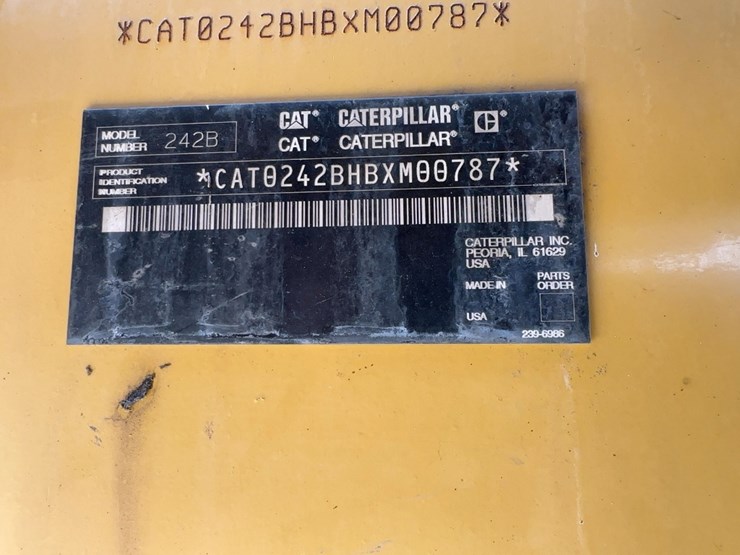 *CAT0242BHBXM00787*
CAT® CATERPILLAR® C
MODEL NUMBER 242B
CAT® CATERPILLAR®
PRODUCT IDENTIFICATION NUMBER *CAT0242BHBXM00787*
CATERPILLAR INC.
PEORIA, IL 61629
USA
MADE IN
PARTS ORDER
USA
239-6986